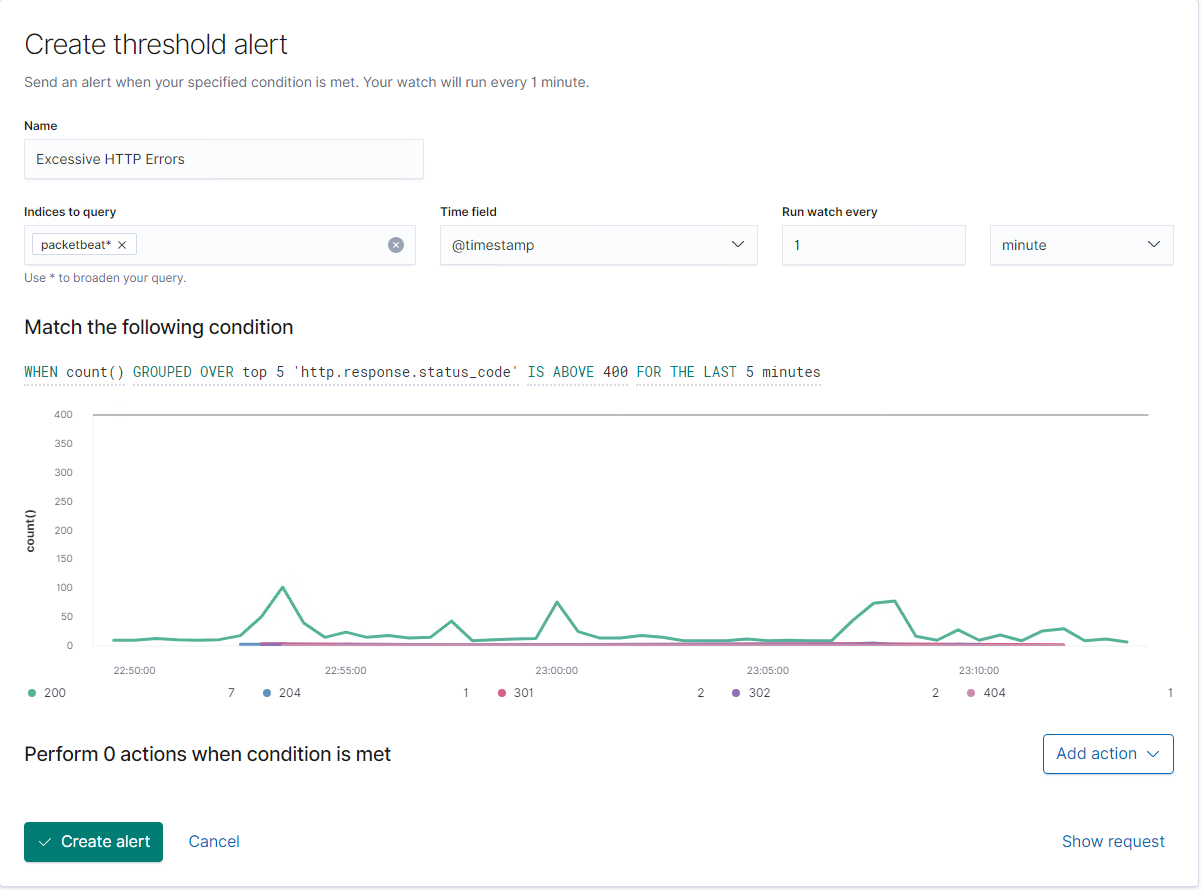 Create threshold alert
Send an alert when your specified condition is met. Your watch will run every 1 minute.
Name
Excessive HTTP Errors
Indices to query Time field Run watch every
packetbeat* @timestamp 1 minute
Use * to broaden your query.
Match the following condition
WHEN count() GROUPED OVER top 5 'http.response.status_code' IS ABOVE 400 FOR THE LAST 5 minutes
400
350
300
250
200
150
100
50
0
count()
22:50:00 22:55:00 23:00:00 23:05:00 23:10:00
200 7 204 1 301 2 302 2 404 1
Perform 0 actions when condition is met Add action
Create alert Cancel Show request